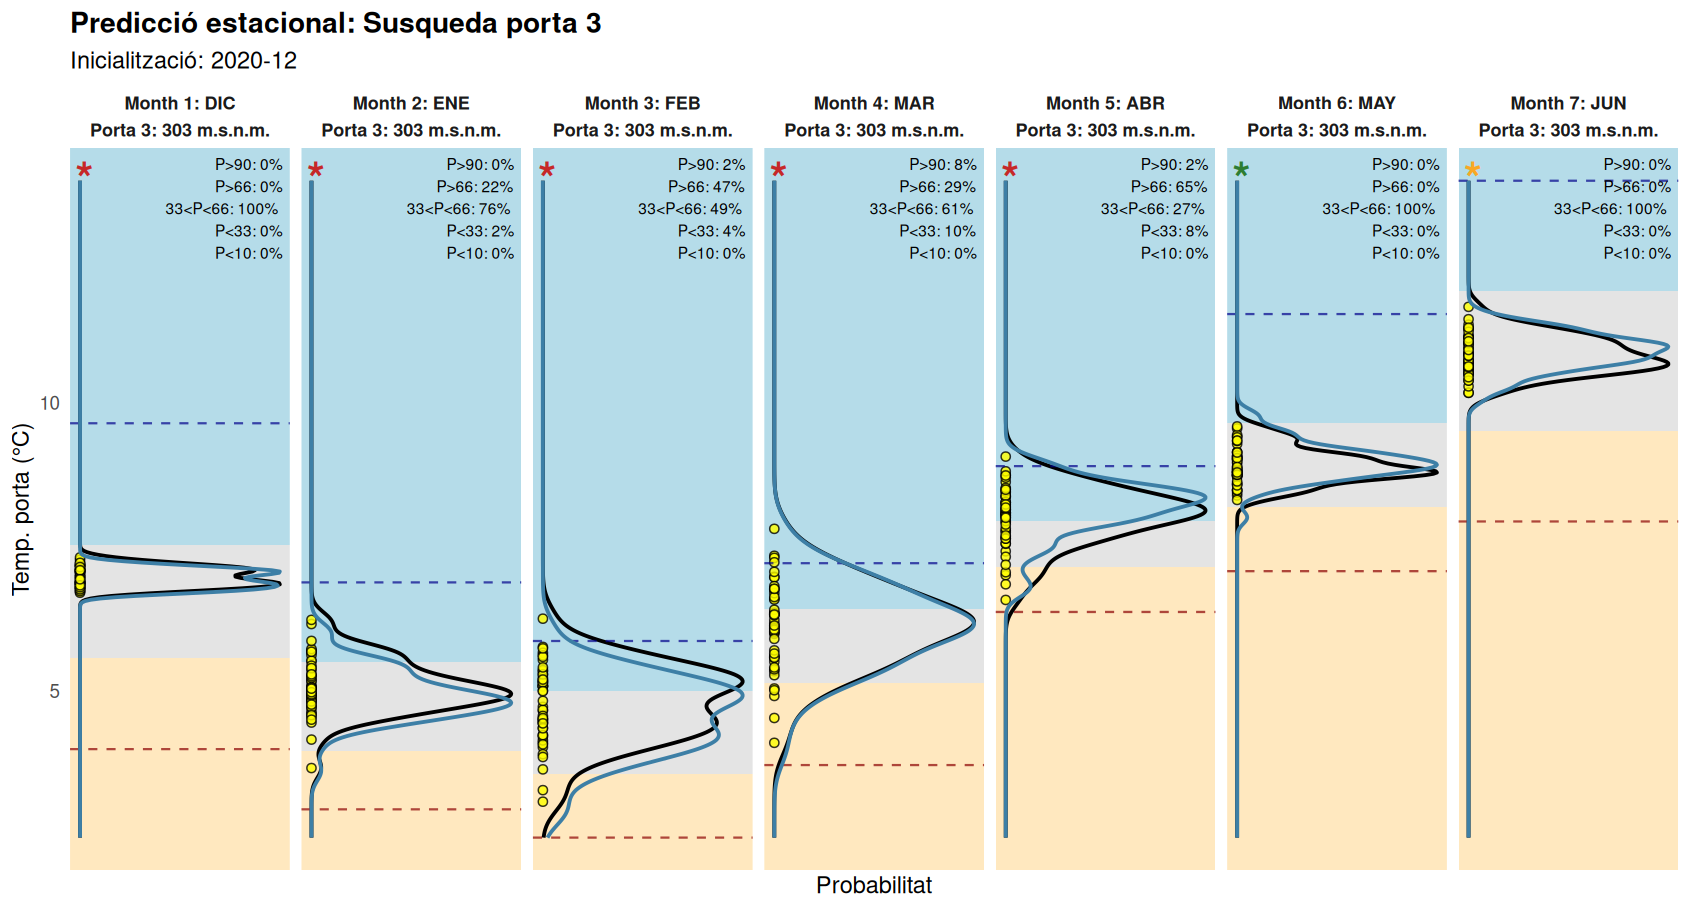 Predicció estacional: Susqueda porta 3
Inicialització: 2020-12
Month 1: DIC
Porta 3: 303 m.s.n.m.
Month 2: ENE
Porta 3: 303 m.s.n.m.
Month 3: FEB
Porta 3: 303 m.s.n.m.
Month 4: MAR
Porta 3: 303 m.s.n.m.
Month 5: ABR
Porta 3: 303 m.s.n.m.
Month 6: MAY
Porta 3: 303 m.s.n.m.
Month 7: JUN
Porta 3: 303 m.s.n.m.
*
P>90: 0%
P>66: 0%
33<P<66: 100%
P<33: 0%
P<10: 0%
*
P>90: 0%
P>66: 22%
33<P<66: 76%
P<33: 2%
P<10: 0%
*
P>90: 2%
P>66: 47%
33<P<66: 49%
P<33: 4%
P<10: 0%
*
P>90: 8%
P>66: 29%
33<P<66: 61%
P<33: 10%
P<10: 0%
*
P>90: 2%
P>66: 65%
33<P<66: 27%
P<33: 8%
P<10: 0%
*
P>90: 0%
P>66: 0%
33<P<66: 100%
P<33: 0%
P<10: 0%
*
P>90: 0%
P>66: 0%
33<P<66: 100%
P<33: 0%
P<10: 0%
10
5
Temp. porta (°C)
Probabilitat